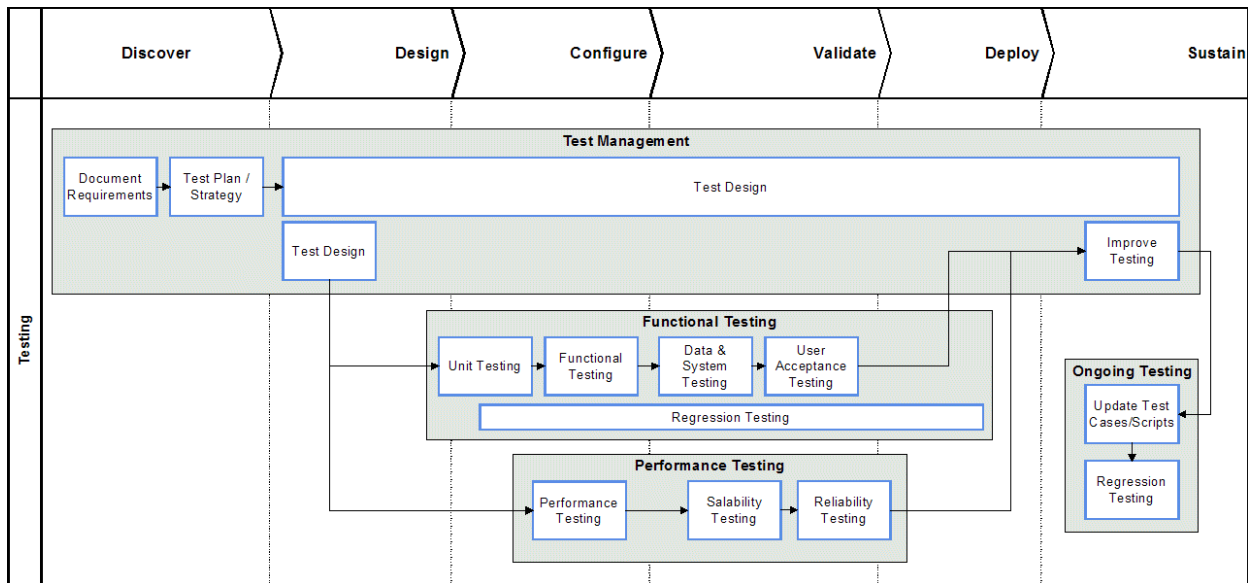 Discover
Design
Configure
Validate
Deploy
Sustain
Testing
Test Management
Document
Requirements
Test Plan /
Strategy
Test Design
Test Design
Improve
Testing
Functional Testing
Unit Testing
Functional
Testing
Data &
System
Testing
User
Acceptance
Testing
Regression Testing
Ongoing Testing
Update Test
Cases/Scripts
Regression
Testing
Performance Testing
Performance
Testing
Salability
Testing
Reliability
Testing